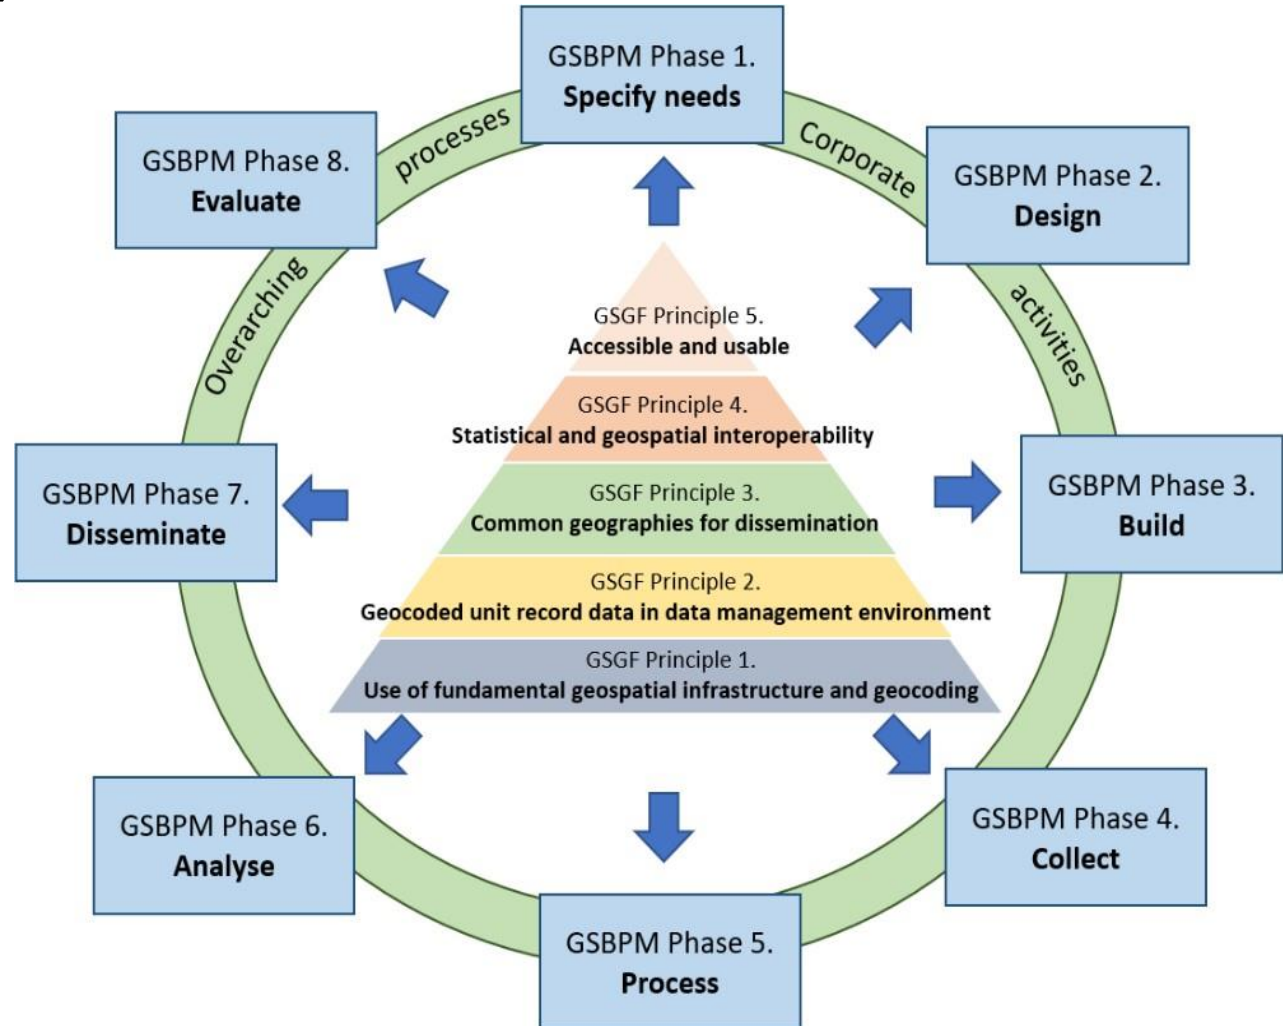 GSBPM Phase 1.
Specify needs
GSBPM Phase 8.
Evaluate
processes
Corporate
GSBPM Phase 2.
Design
Overarching
activities
GSGF Principle 5.
Accessible and usable
GSGF Principle 4.
Statistical and geospatial interoperability
GSBPM Phase 7.
Disseminate
GSGF Principle 3.
Common geographies for dissemination
GSBPM Phase 3.
Build
GSGF Principle 2.
Geocoded unit record data in data management environment
GSGF Principle 1.
Use of fundamental geospatial infrastructure and geocoding
GSBPM Phase 6.
Analyse
GSBPM Phase 4.
Collect
GSBPM Phase 5.
Process